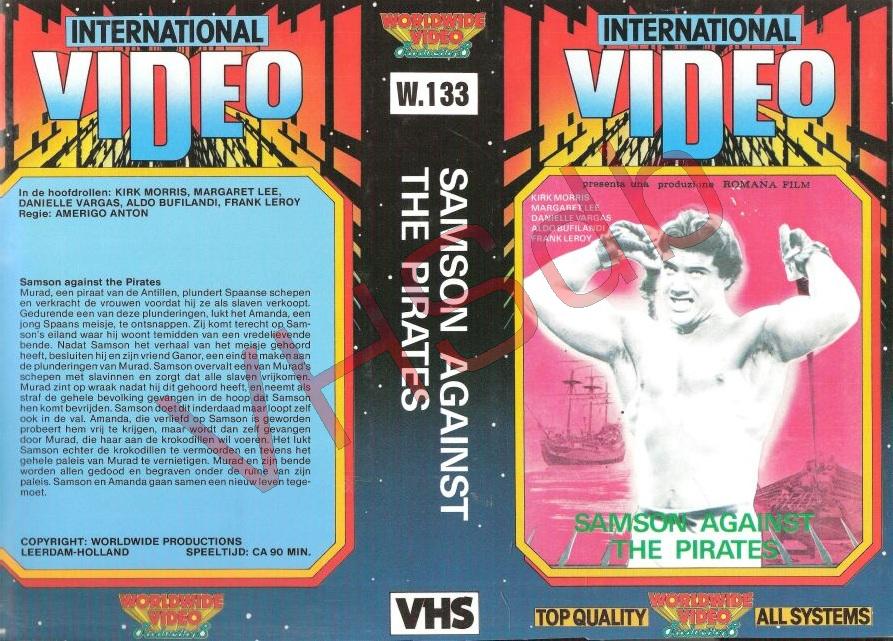 INTERNATIONAL
VIDEO
In de hoofdrollen: KIRK MORRIS, MARGARET LEE,
DANIELLE VARGAS, ALDO BUFILANDI, FRANK LEROY
Regie: AMERIGO ANTON
Samson against the Pirates
Murad, een piraat van de Antillen, plundert Spaanse schepen
en verkracht de vrouwen voordat hij ze als slaven verkoopt.
Gedurende een van deze plunderingen, lukt het Amanda, een
jong Spaans meisje, te ontsnappen. Zij komt terecht op Sam-
son's eiland waar hij woont temidden van een vredelievende
bende. Nadat Samson het verhaal van het meisje gehoord
heeft, besluiten hij en zijn vriend Ganor, een eind te maken aan
de plunderingen van Murad. Samson overvalt een van Murad's
schepen met slavinnen en zorgt dat alle slaven vrijkomen.
Murad zint op wraak nadat hij dit gehoord heeft, en neemt als
straf de gehele bevolking gevangen in de hoop dat Samson
hen komt bevrijden. Samson doet dit inderdaad maar loopt zelf
ook in de val. Amanda, die verliefd op Samson is geworden
probeert hem vrij te krijgen, maar wordt dan zelf gevangen
door Murad, die haar aan de krokodillen wil voeren. Het lukt
Samson echter de krokodillen te vermoorden en tevens het
gehele paleis van Murad te vernietigen. Murad en zijn bende
worden allen gedood en begraven onder de ruine van zijn
paleis. Samson en Amanda gaan samen een nieuw leven tege-
moet.
COPYRIGHT: WORLDWIDE PRODUCTIONS
LEERDAM-HOLLAND SPEELTIJD: CA 90 MIN.
WORLDWIDE
VIDEO
WORLDWIDE
VIDEO
W.133
SAMSON AGAINST
THE PIRATES
VHS
INTERNATIONAL
VIDEO
presenta una produzione ROMANA FILM
KIRK MORRIS
MARGARET LEE
DANIELLE VARGAS
ALDO BUFILANDI
FRANK LEROY
SAMSON AGAINST
THE PIRATES
TOP QUALITY WORLDWIDE VIDEO ALL SYSTEMS
VHSup